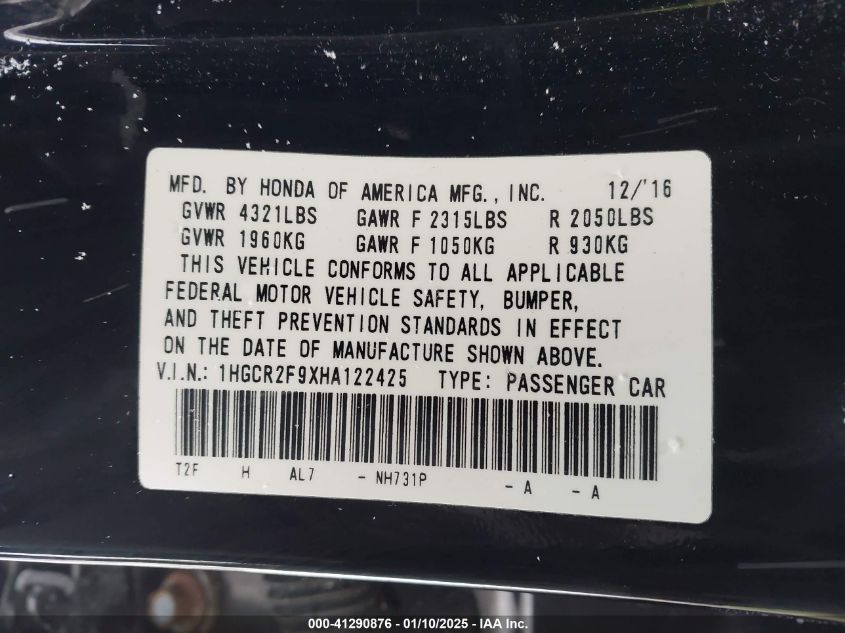 MFD. BY HONDA OF AMERICA MFG., INC. 12/'16
GVWR 4321LBS GAWR F 2315LBS R 2050LBS
GVWR 1960KG GAWR F 1050KG R 930KG
THIS VEHICLE CONFORMS TO ALL APPLICABLE
FEDERAL MOTOR VEHICLE SAFETY, BUMPER,
AND THEFT PREVENTION STANDARDS IN EFFECT
ON THE DATE OF MANUFACTURE SHOWN ABOVE.
V.I.N.: 1HGCR2F9XHA122425 TYPE: PASSENGER CAR
T2F H AL7 - NH731P - A - A
000-41290876 - 01/10/2025 - IAA Inc.